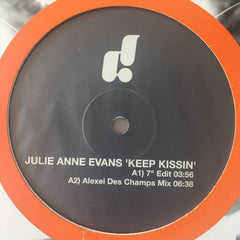 JULIE ANNE EVANS 'KEEP KISSIN'
A1) 7" Edit 03:56
A2) Alexei Des Champs Mix 06:38